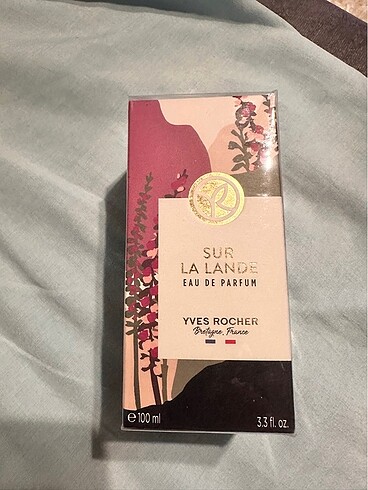 SUR
LA LANDE
EAU DE PARFUM
YVES ROCHER
Bretagne, France
e 100 ml
3.3 fl. oz.